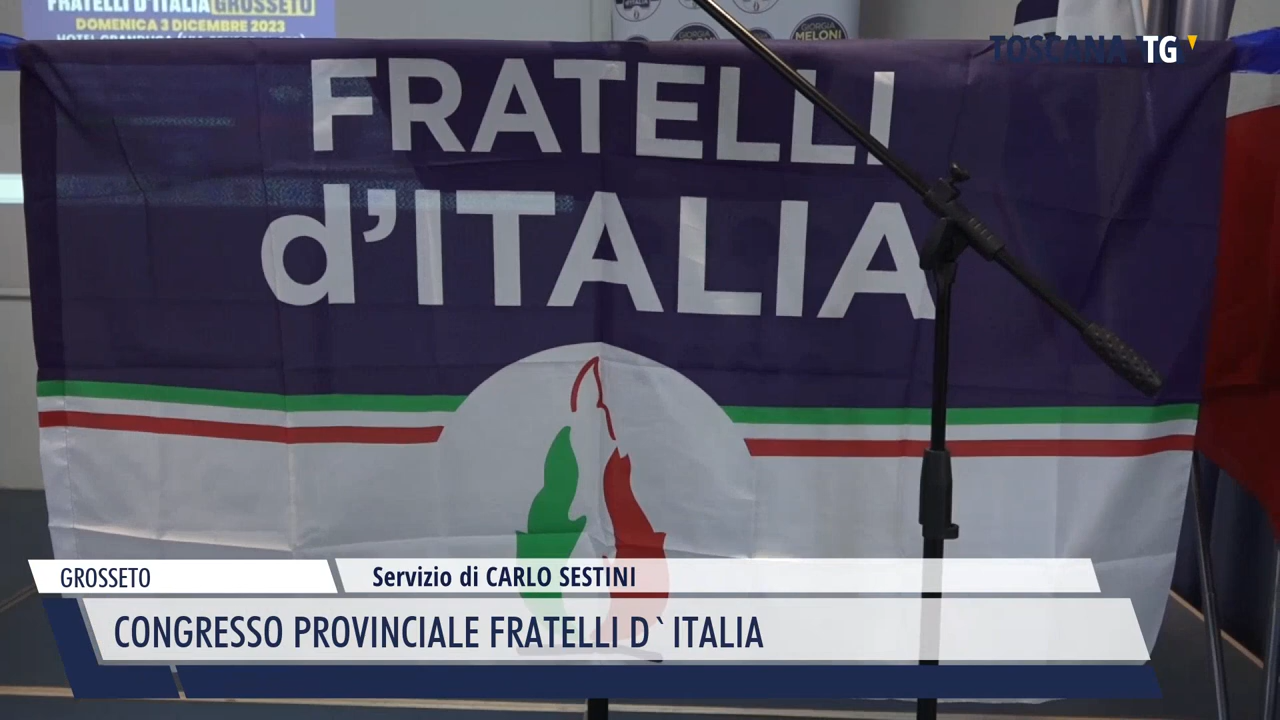 FRATELLI D'ITALIA GROSSETO
DOMENICA 3 DICEMBRE 2023
GIORGIA
MELONI
TOSCANA TG
FRATELLI
d'ITALIA
GROSSETO
Servizio di CARLO SESTINI
CONGRESSO PROVINCIALE FRATELLI D`ITALIA